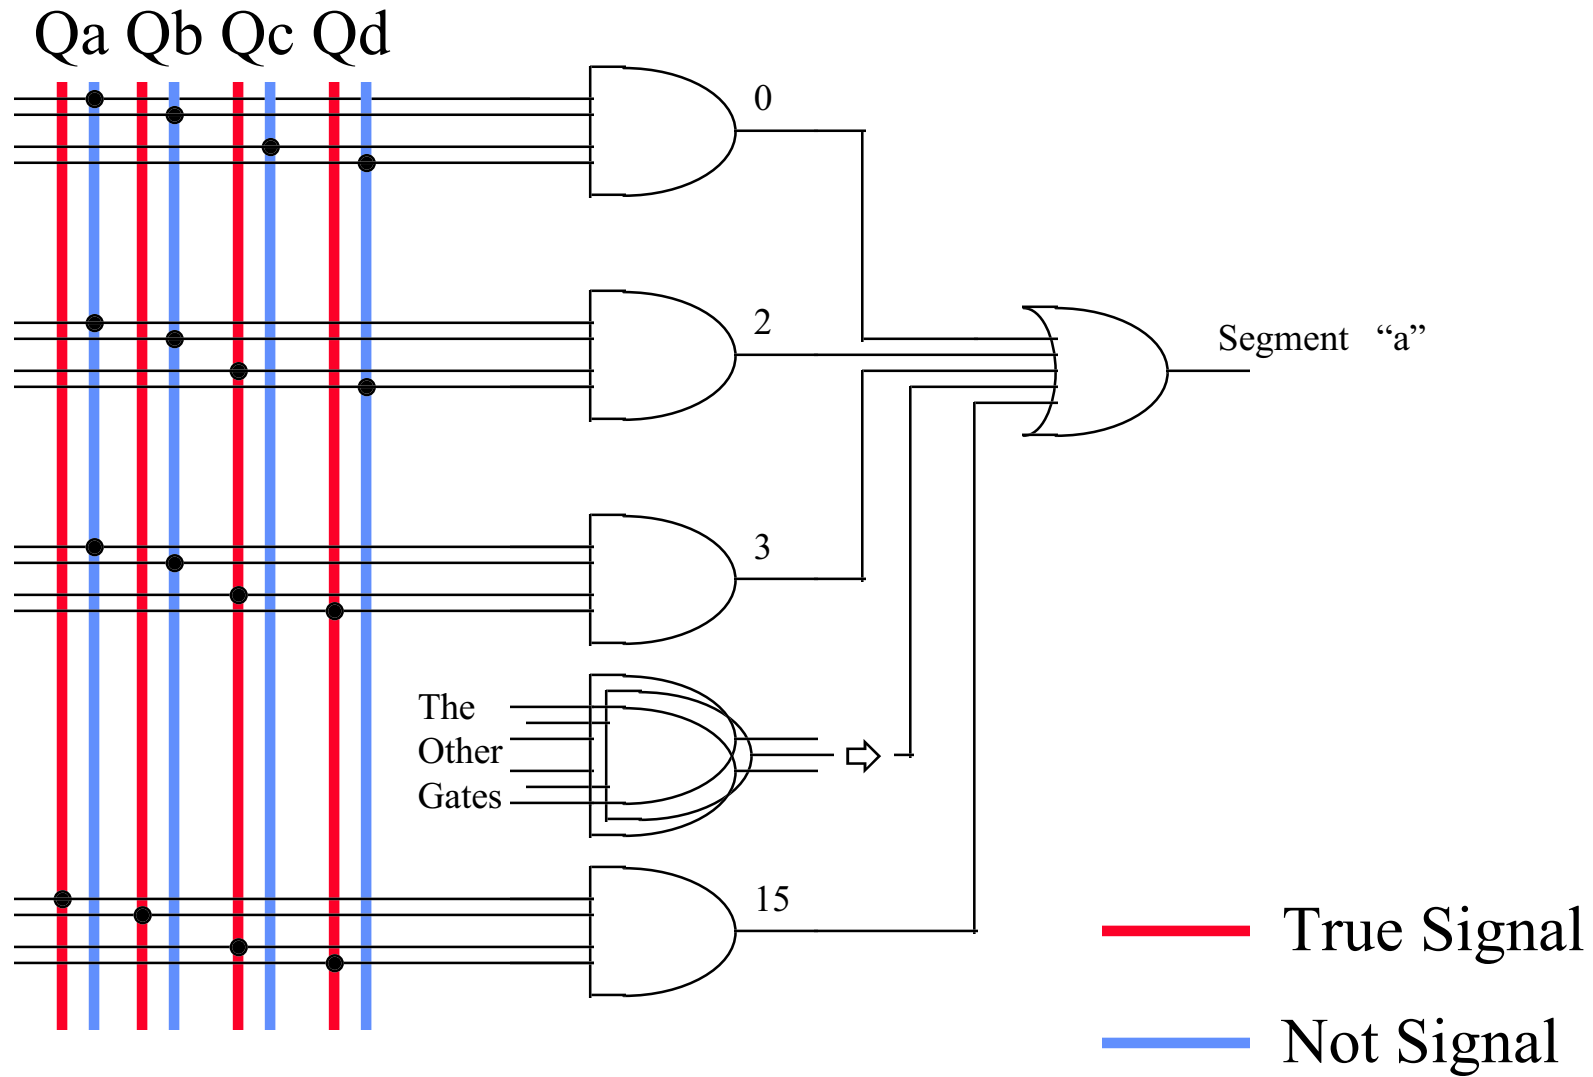 Qa Qb Qc Qd
0
2
Segment “a”
3
The
Other
Gates
15
True Signal
Not Signal